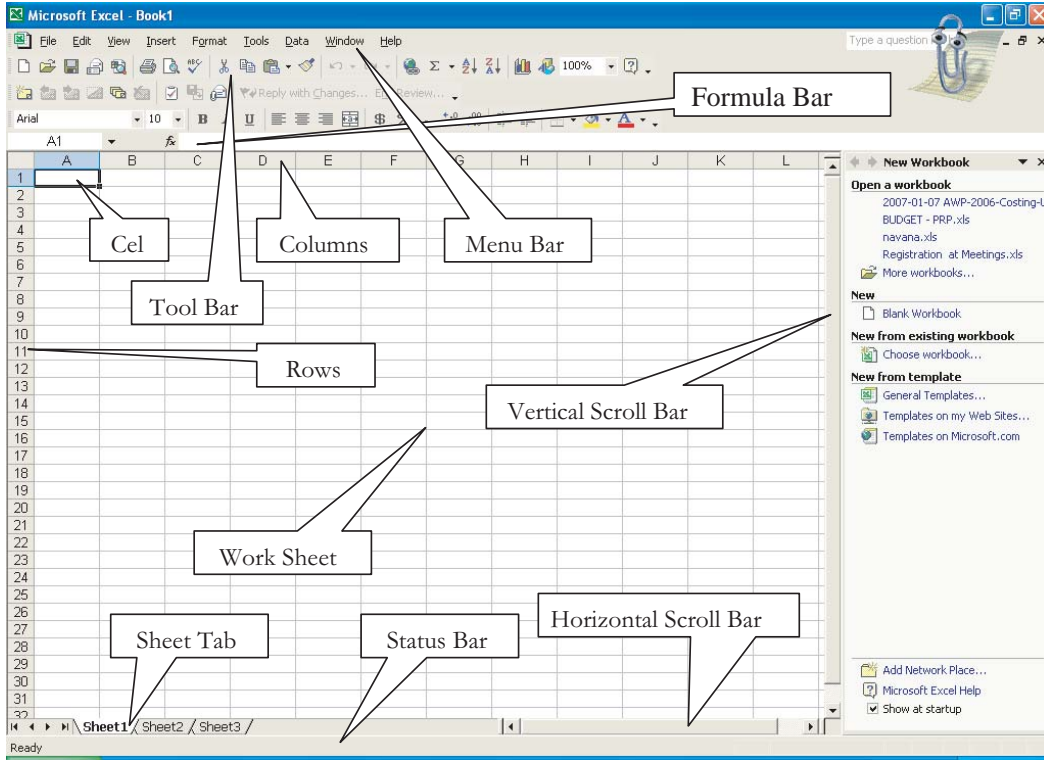 Microsoft Excel - Book1
File Edit View Insert Format Tools Data Window Help
Type a question
Σ 100%
Reply with Changes...
Review...
Formula Bar
Arial 10 B U $
A1 fx
A B C D E F G H I J K L
New Workbook
1
2
3
4
5
6
7
8
9
10
11
12
13
14
15
16
17
18
19
20
21
22
23
24
25
26
27
28
29
30
31
32
Cel
Columns
Menu Bar
Tool Bar
Rows
Vertical Scroll Bar
Work Sheet
Horizontal Scroll Bar
Sheet Tab
Status Bar
Open a workbook
2007-01-07 AWP-2006-Costing-U
BUDGET - PRP.xls
navana.xls
Registration at Meetings.xls
More workbooks...
New
Blank Workbook
New from existing workbook
Choose workbook...
New from template
General Templates...
Templates on my Web Sites...
Templates on Microsoft.com
Add Network Place...
Microsoft Excel Help
Show at startup
Sheet1 Sheet2 Sheet3
Ready